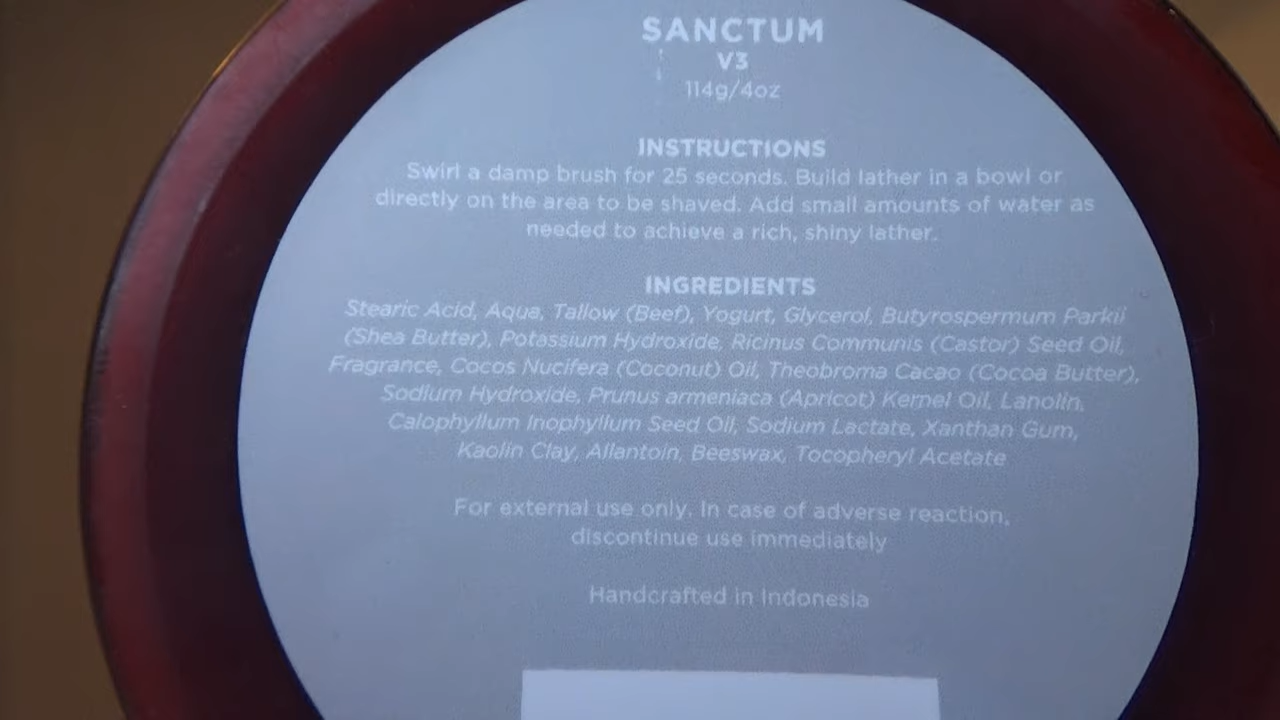 SANCTUM
V3
114g/4oz
INSTRUCTIONS
Swirl a damp brush for 25 seconds. Build lather in a bowl or
directly on the area to be shaved. Add small amounts of water as
needed to achieve a rich, shiny lather.
INGREDIENTS
Stearic Acid, Aqua, Tallow (Beef), Yogurt, Glycerol, Butyrospermum Parkii
(Shea Butter), Potassium Hydroxide, Ricinus Communis (Castor) Seed Oil,
Fragrance, Cocos Nucifera (Coconut) Oil, Theobroma Cacao (Cocoa Butter),
Sodium Hydroxide, Prunus armeniaca (Apricot) Kernel Oil, Lanolin,
Calophyllum Inophyllum Seed Oil, Sodium Lactate, Xanthan Gum,
Kaolin Clay, Allantoin, Beeswax, Tocopheryl Acetate
For external use only. In case of adverse reaction,
discontinue use immediately
Handcrafted in Indonesia